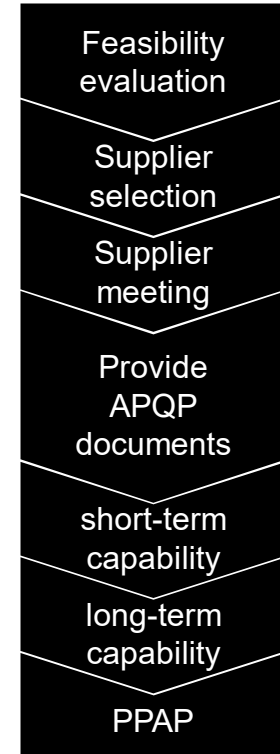 Feasibility
evaluation
Supplier
selection
Supplier
meeting
Provide
APQP
documents
short-term
capability
long-term
capability
PPAP